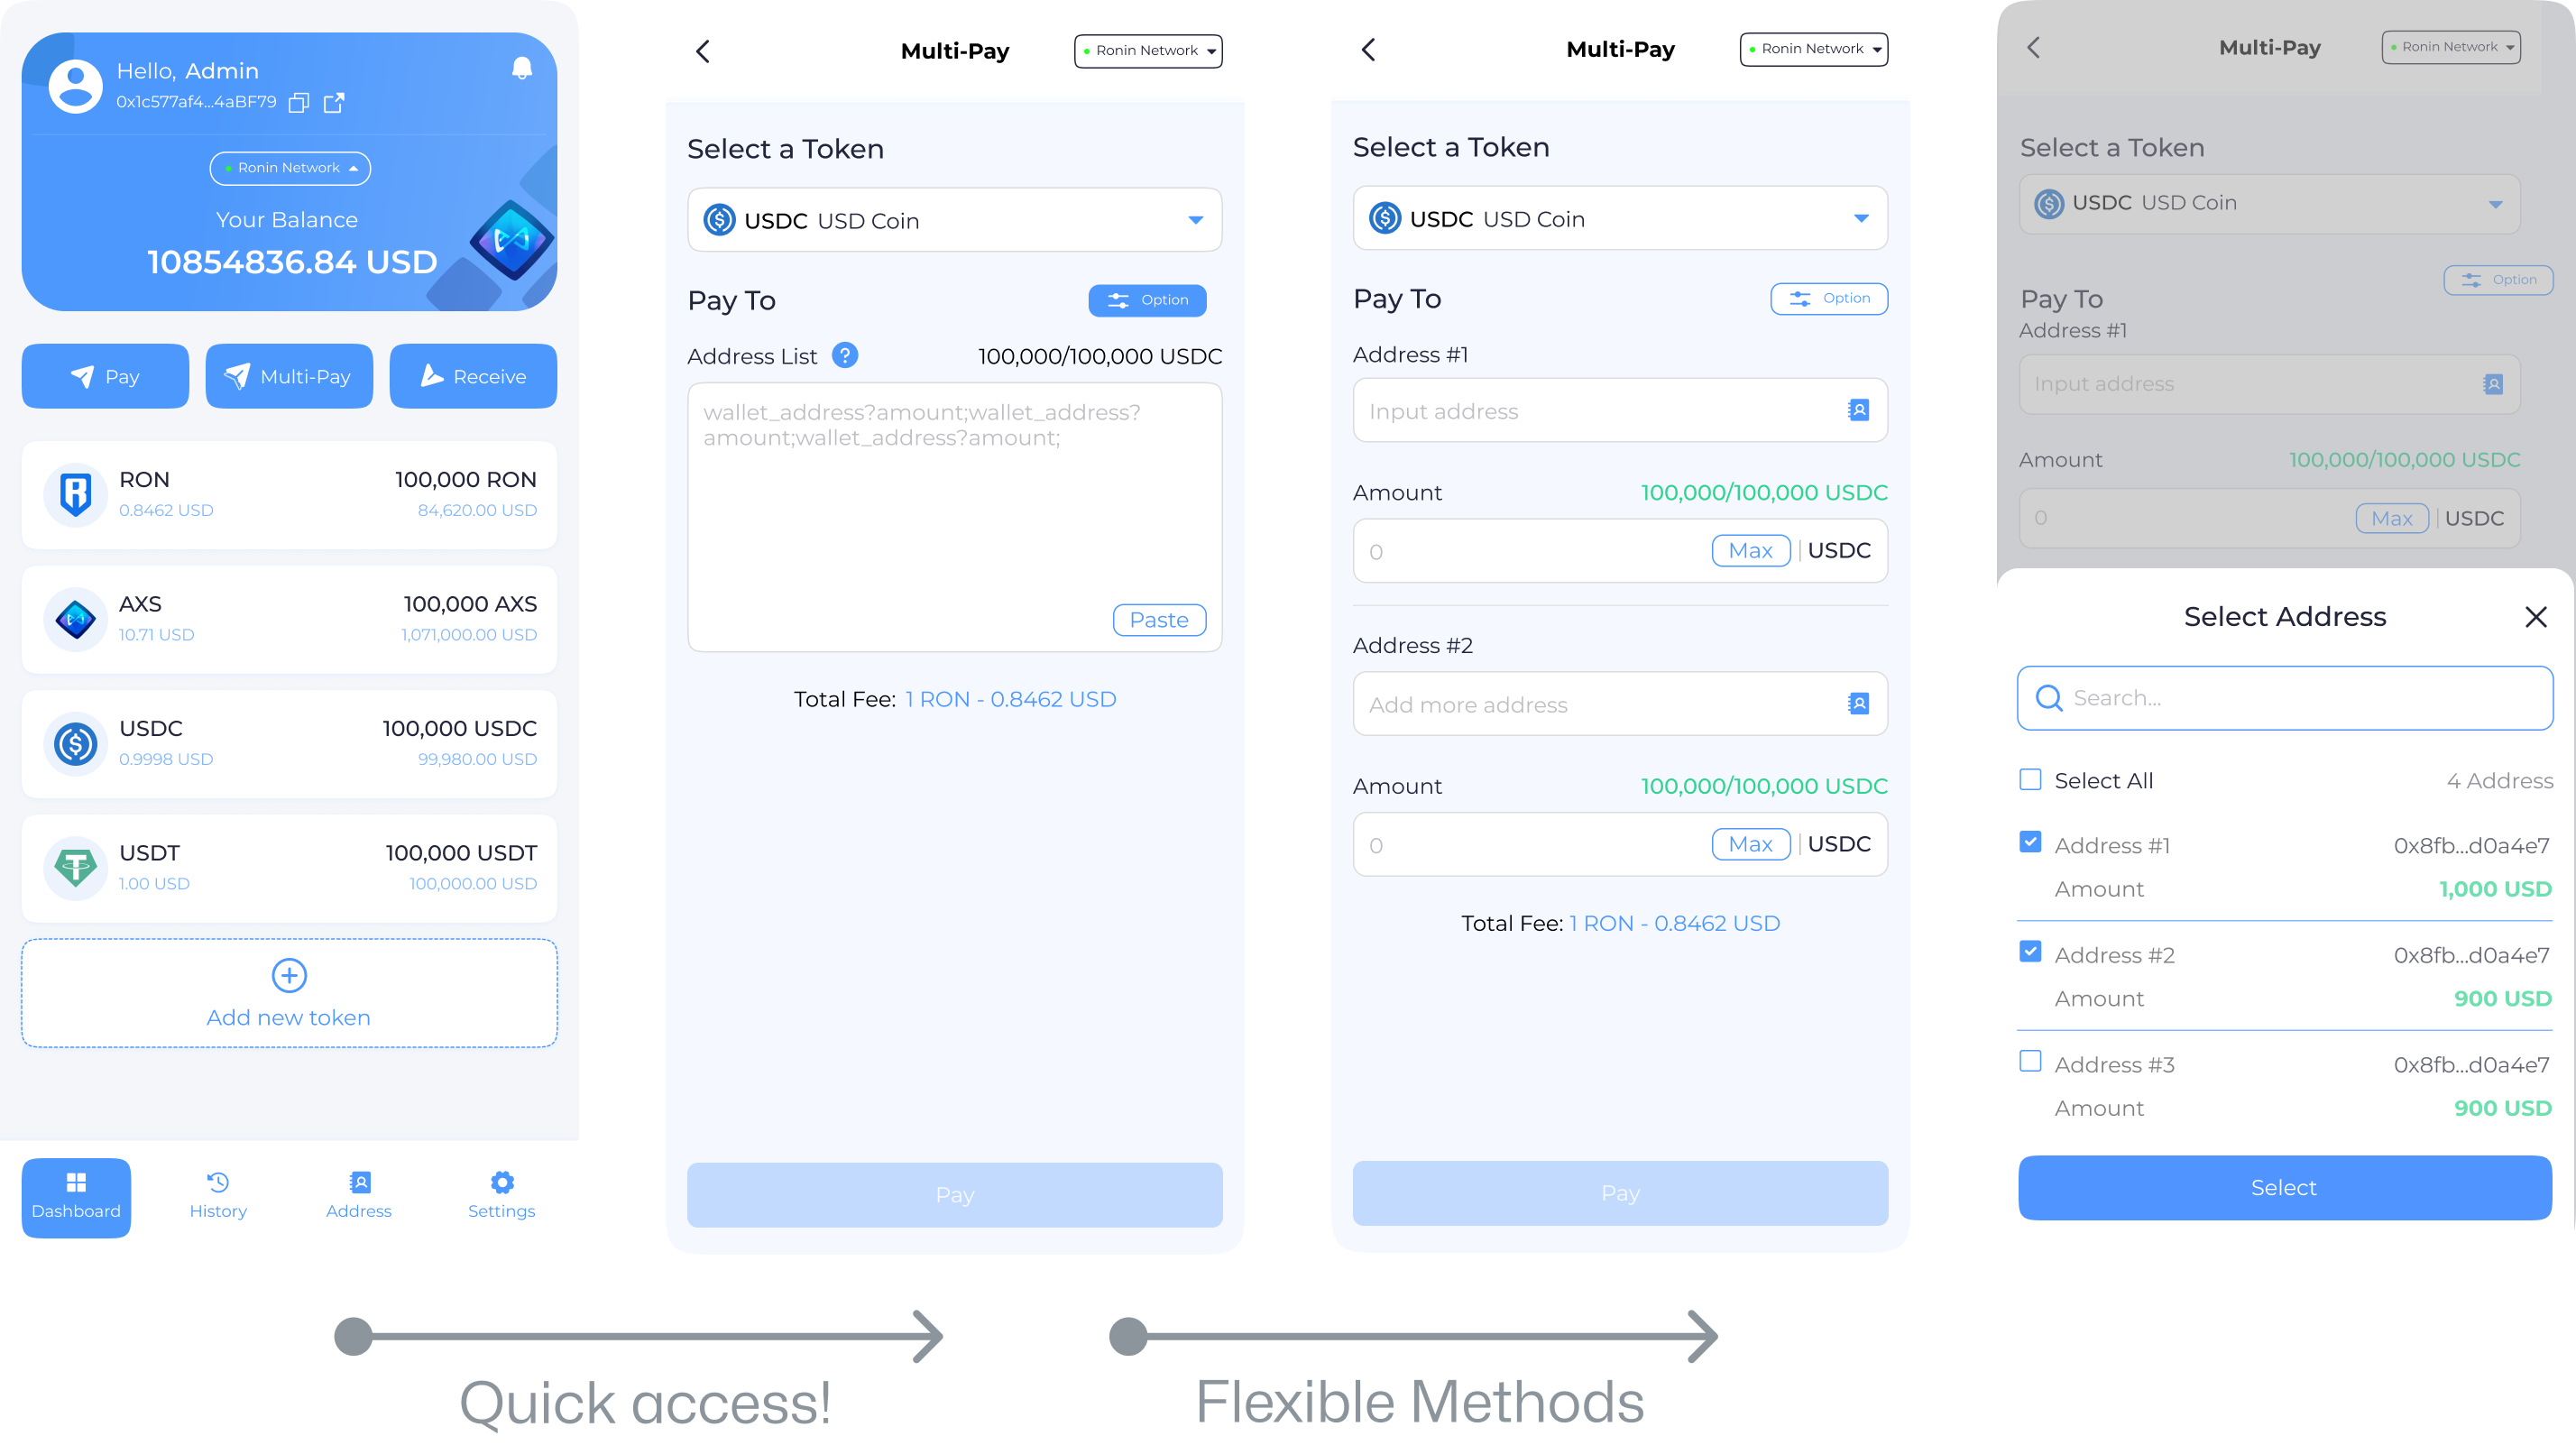 Hello, Admin
0x1c577af4...4aBF79
Ronin Network
Your Balance
10854836.84 USD
Pay
Multi-Pay
Receive
RON
100,000 RON
0.8462 USD
84,620.00 USD
AXS
100,000 AXS
10.71 USD
1,071,000.00 USD
USDC
100,000 USDC
0.9998 USD
99,980.00 USD
USDT
100,000 USDT
1.00 USD
100,000.00 USD
Add new token
Dashboard
History
Address
Settings
Multi-Pay
Ronin Network
Select a Token
USDC USD Coin
Pay To
Option
Address List
?
100,000/100,000 USDC
wallet_address?amount;wallet_address?
amount;wallet_address?amount;
Paste
Total Fee: 1 RON - 0.8462 USD
Pay
Multi-Pay
Ronin Network
Select a Token
USDC USD Coin
Pay To
Option
Address #1
Input address
Amount
100,000/100,000 USDC
0
Max
USDC
Address #2
Add more address
Amount
100,000/100,000 USDC
0
Max
USDC
Total Fee: 1 RON - 0.8462 USD
Pay
Multi-Pay
Ronin Network
Select a Token
USDC USD Coin
Option
Pay To
Address #1
Input address
Amount
100,000/100,000 USDC
0
Max
USDC
Select Address
Search...
Select All
4 Address
Address #1
0x8fb...d0a4e7
Amount
1,000 USD
Address #2
0x8fb...d0a4e7
Amount
900 USD
Address #3
0x8fb...d0a4e7
Amount
900 USD
Select
Quick access!
Flexible Methods